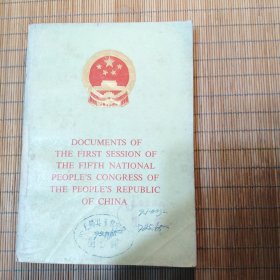 DOCUMENTS OF
THE FIRST SESSION OF
THE FIFTH NATIONAL
PEOPLE'S CONGRESS OF
THE PEOPLE'S REPUBLIC
OF CHINA